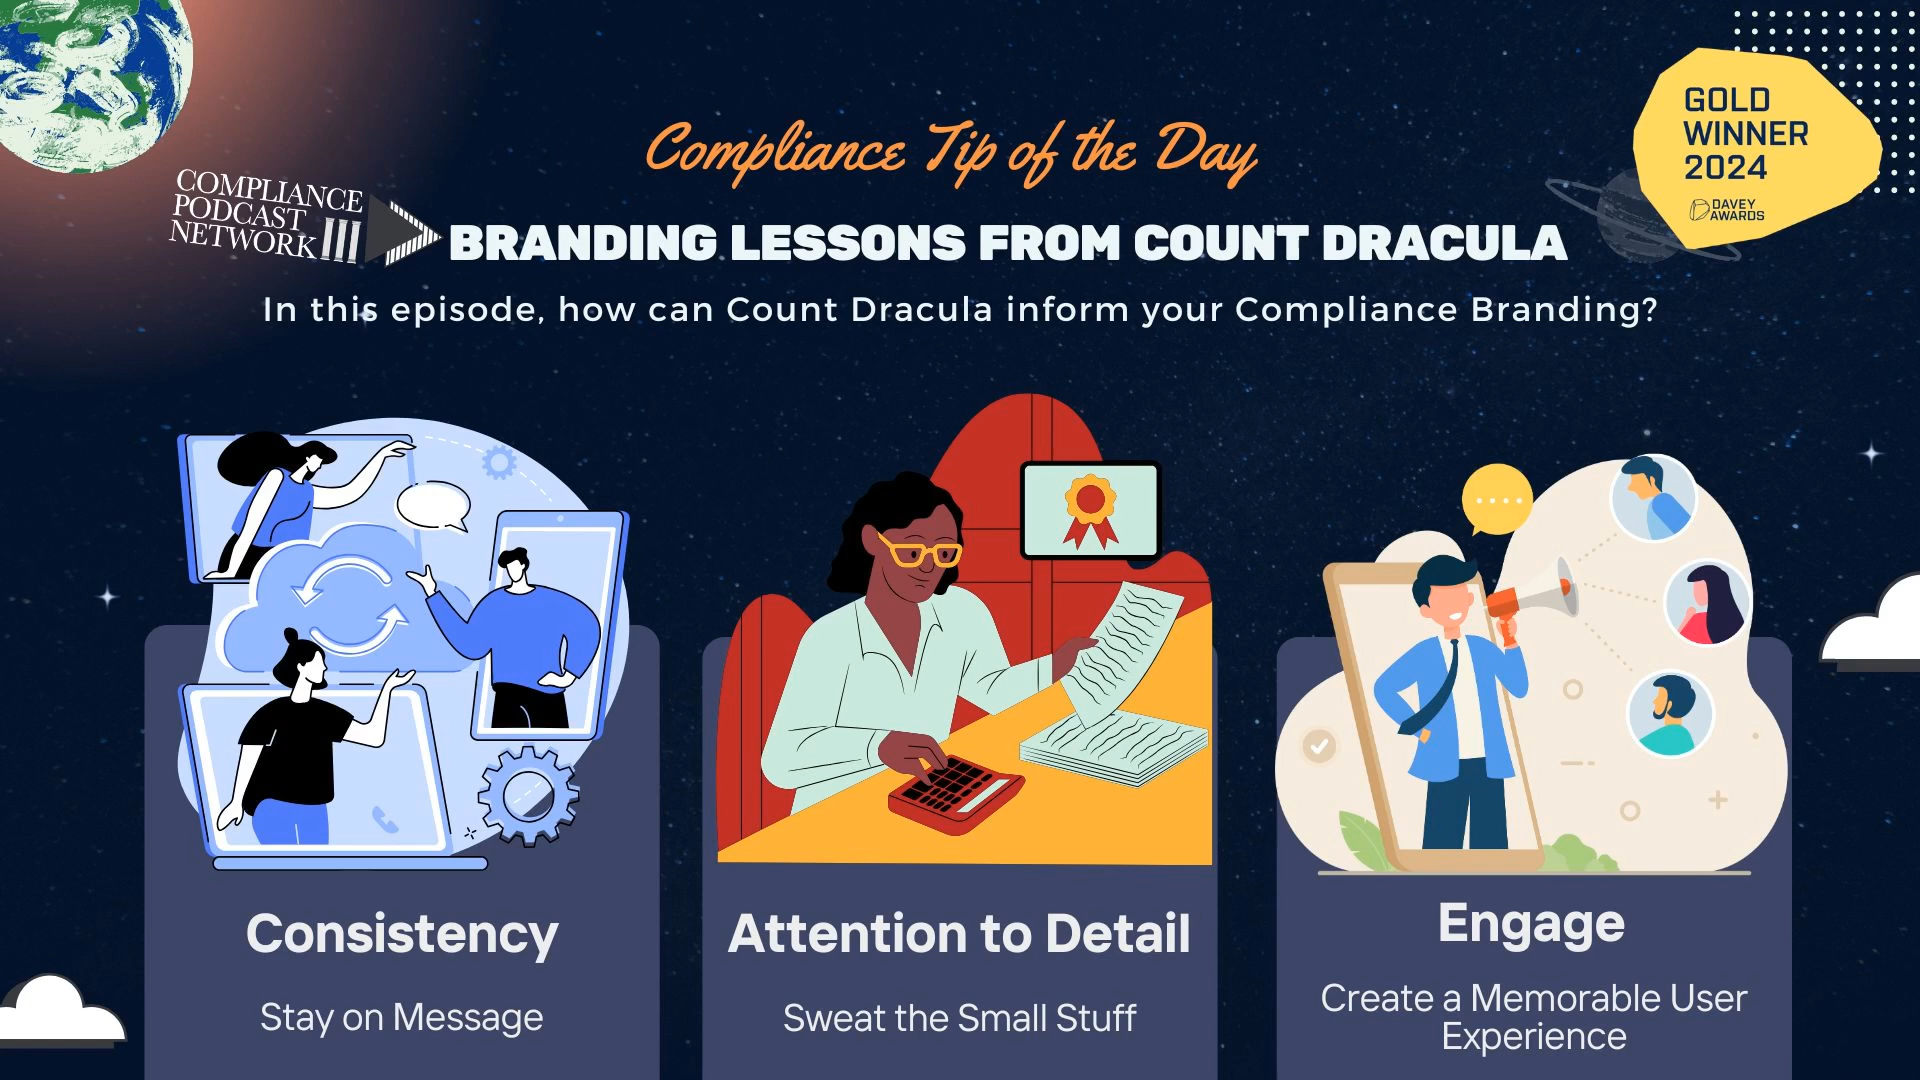 Compliance Tip of the Day
GOLD
WINNER
2024
DAVEY
AWARDS
COMPLIANCE
PODCAST
NETWORK
BRANDING LESSONS FROM COUNT DRACULA
In this episode, how can Count Dracula inform your Compliance Branding?
Consistency
Stay on Message
Attention to Detail
Sweat the Small Stuff
Engage
Create a Memorable User
Experience